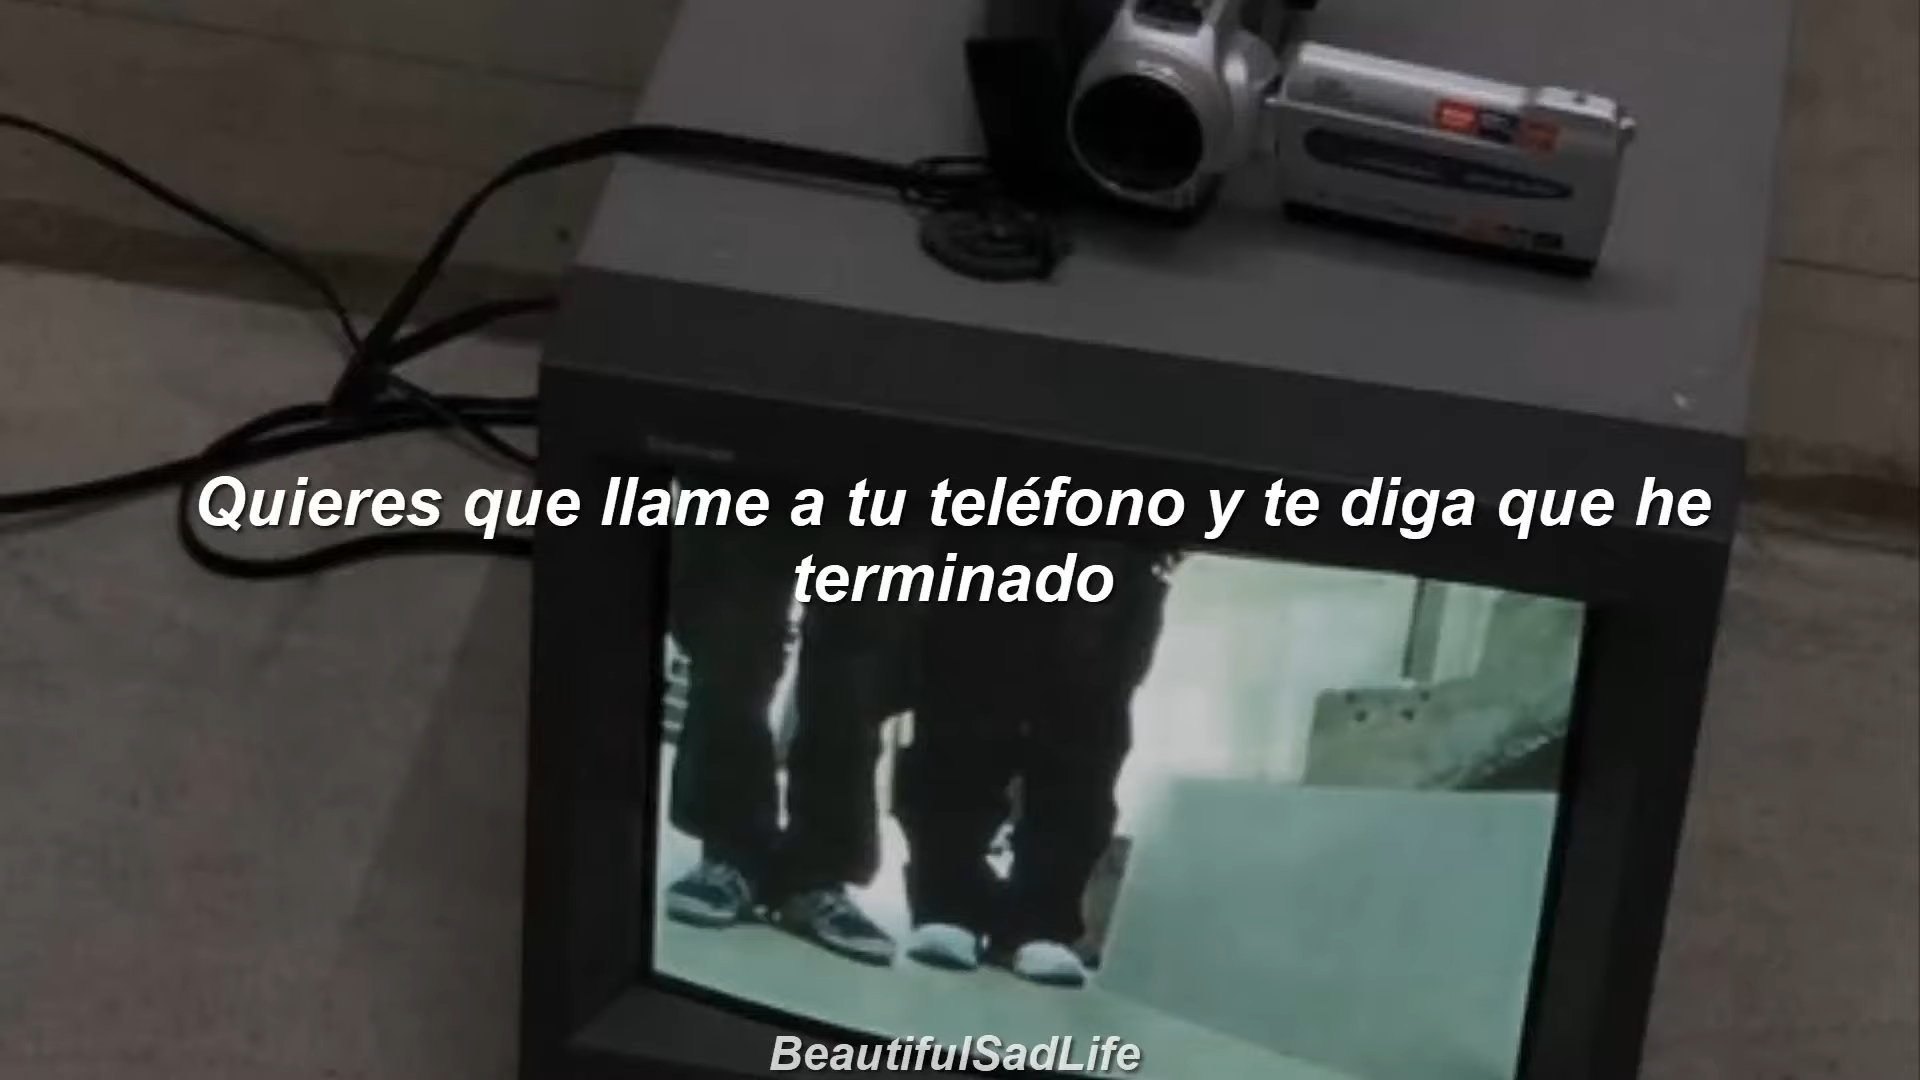 Quieres que llame a tu teléfono y te diga que he
terminado
BeautifulSadLife